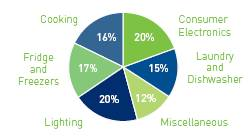 Cooking
Consumer
Electronics
16%
20%
Fridge
and
Freezers
17%
15%
Laundry
and
Dishwasher
20%
12%
Lighting
Miscellaneous